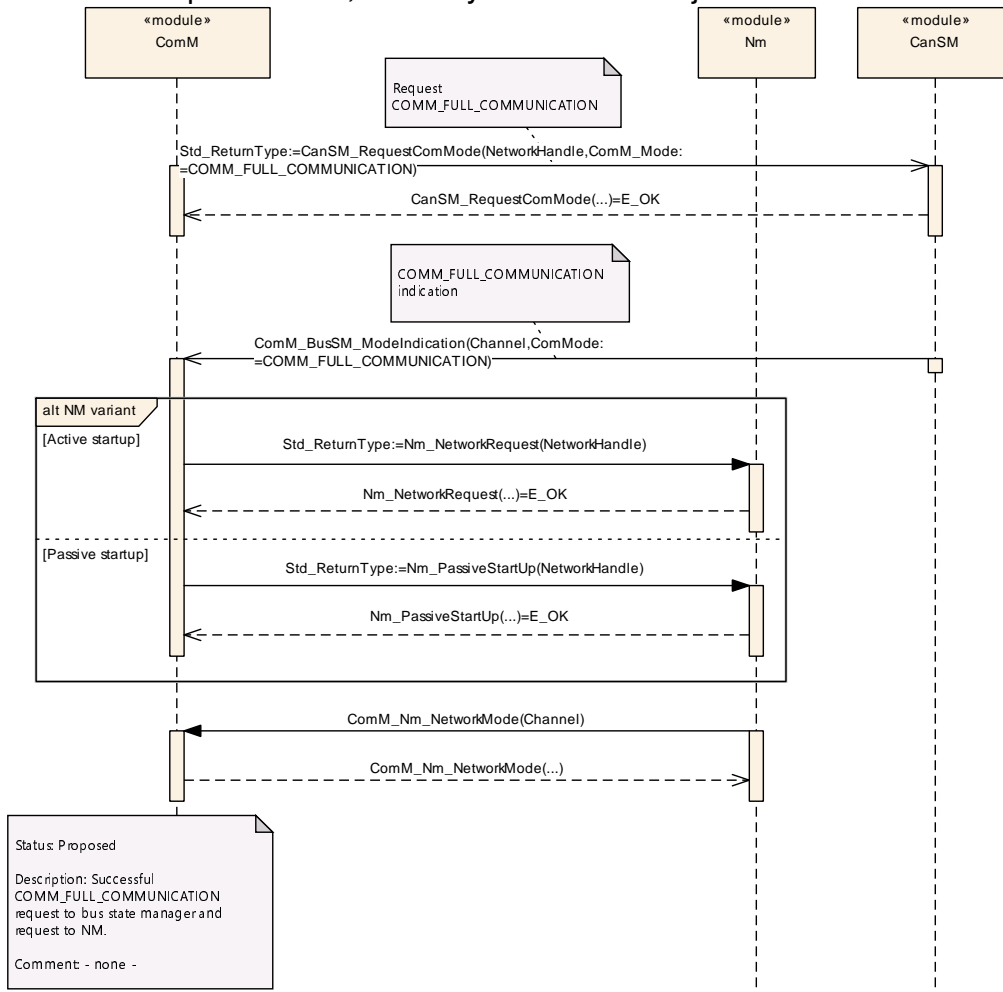 «module»
ComM
«module»
Nm
«module»
CanSM
Request
COMM_FULL_COMMUNICATION
Std_ReturnType:=CanSM_RequestComMode(NetworkHandle,ComM_Mode:
=COMM_FULL_COMMUNICATION)
CanSM_RequestComMode(...)=E_OK
COMM_FULL_COMMUNICATION
indication
ComM_BusSM_ModeIndication(Channel,ComMode:
=COMM_FULL_COMMUNICATION)
alt NM variant
[Active startup]
Std_ReturnType:=Nm_NetworkRequest(NetworkHandle)
Nm_NetworkRequest(...)=E_OK
[Passive startup]
Std_ReturnType:=Nm_PassiveStartUp(NetworkHandle)
Nm_PassiveStartUp(...)=E_OK
ComM_Nm_NetworkMode(Channel)
ComM_Nm_NetworkMode(...)
Status: Proposed
Description: Successful
COMM_FULL_COMMUNICATION
request to bus state manager and
request to NM.
Comment: - none -